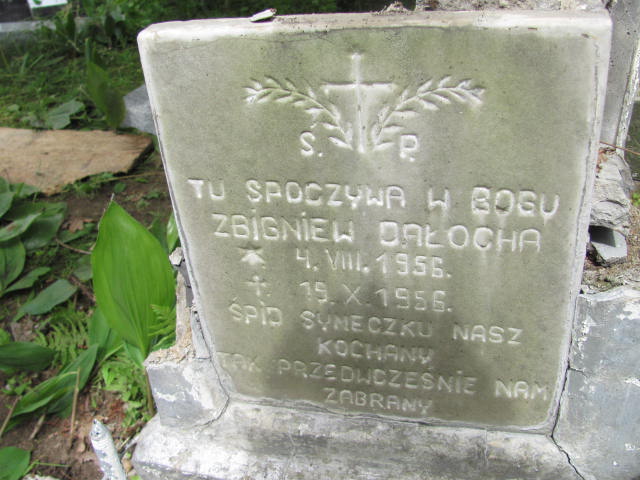 Ś. P.
TU SPOCZYWA W BOGU
ZBIGNIEW DAŁOCHA
4. VIII. 1956.
19. X. 1956.
ŚPIJ SYNECZKU NASZ
KOCHANY
TAK PRZEDWCZEŚNIE NAM
ZABRANY